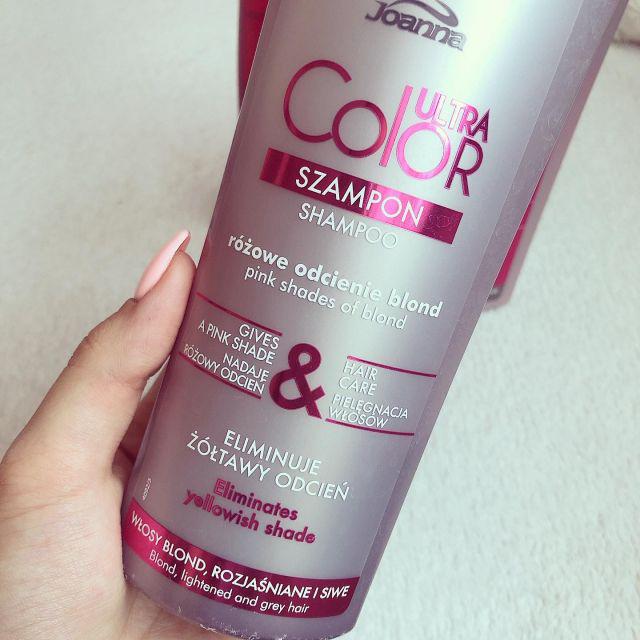 Joanna
ULTRA
Color
SZAMPON
SHAMPOO
różowe odcienie blond
pink shades of blond
GIVES
A PINK SHADE
NADAJE
RÓŻOWY ODCIEŃ
&
HAIR
CARE
PIELĘGNACJA
WŁOSÓW
ELIMINUJE
ŻÓŁTAWY ODCIEŃ
Eliminates
yellowish shade
WŁOSY BLOND, ROZJAŚNIANE I SIWE
Blond, lightened and grey hair